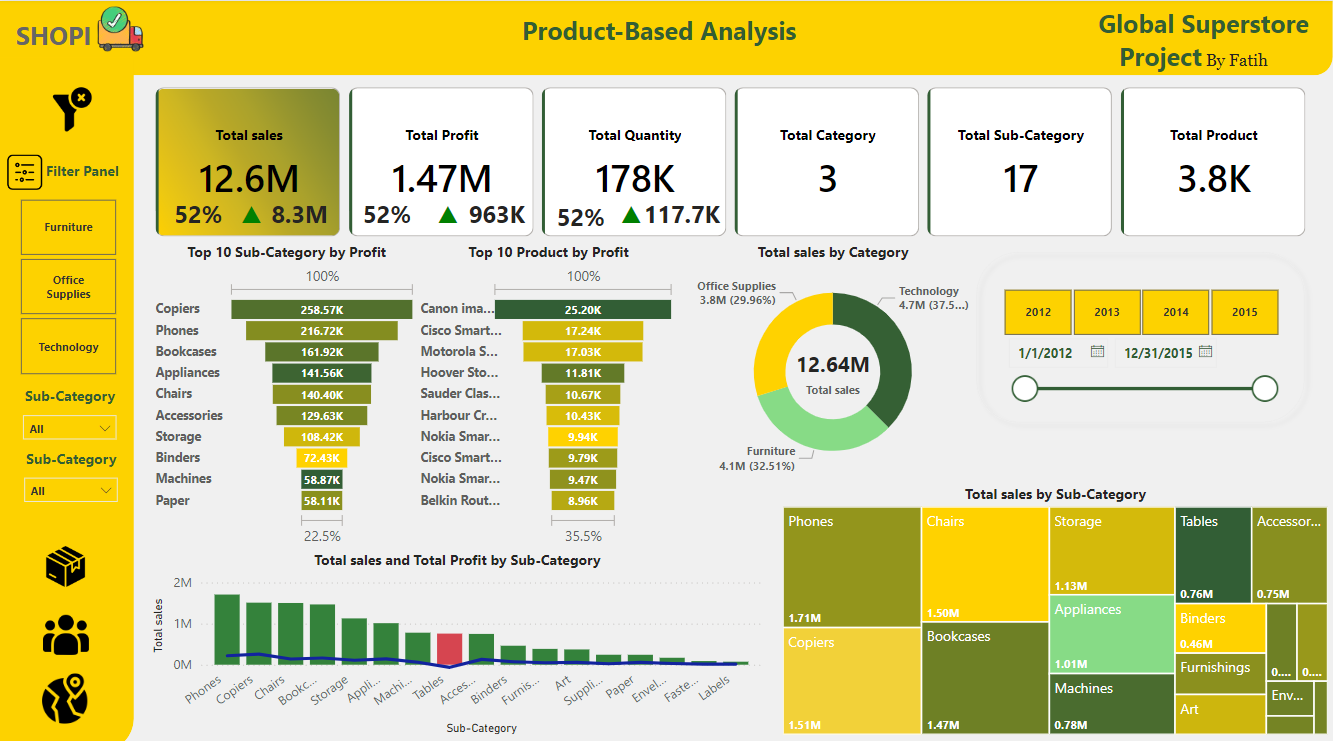 SHOPI
Product-Based Analysis
Global Superstore
Project By Fatih
Filter Panel
Furniture
Office
Supplies
Technology
Sub-Category
All
Sub-Category
All
Total sales
12.6M
52% ▲ 8.3M
Total Profit
1.47M
52% ▲ 963K
Total Quantity
178K
52% ▲ 117.7K
Total Category
3
Total Sub-Category
17
Total Product
3.8K
Top 10 Sub-Category by Profit
100%
Copiers 258.57K
Phones 216.72K
Bookcases 161.92K
Appliances 141.56K
Chairs 140.40K
Accessories 129.63K
Storage 108.42K
Binders 72.43K
Machines 58.87K
Paper 58.11K
22.5%
Top 10 Product by Profit
100%
Canon ima... 25.20K
Cisco Smart... 17.24K
Motorola S... 17.03K
Hoover Sto... 11.81K
Sauder Clas... 10.67K
Harbour Cr... 10.43K
Nokia Smar... 9.94K
Cisco Smart... 9.79K
Nokia Smar... 9.47K
Belkin Rout... 8.96K
35.5%
Total sales by Category
Office Supplies
3.8M (29.96%)
Technology
4.7M (37.5...)
12.64M
Total sales
Furniture
4.1M (32.51%)
2012 2013 2014 2015
1/1/2012 12/31/2015
Total sales and Total Profit by Sub-Category
Total sales
2M
1M
0M
Phones
Copiers
Chairs
Bookc...
Storage
Appli...
Machi...
Tables
Acces...
Binders
Furnis...
Art
Suppli...
Paper
Envel...
Faste...
Labels
Sub-Category
Total sales by Sub-Category
Phones
1.71M
Copiers
1.51M
Chairs
1.50M
Bookcases
1.47M
Storage
1.13M
Appliances
1.01M
Machines
0.78M
Tables
0.76M
Accessor...
0.75M
Binders
0.46M
Furnishings
Art
0....
0....
Env...